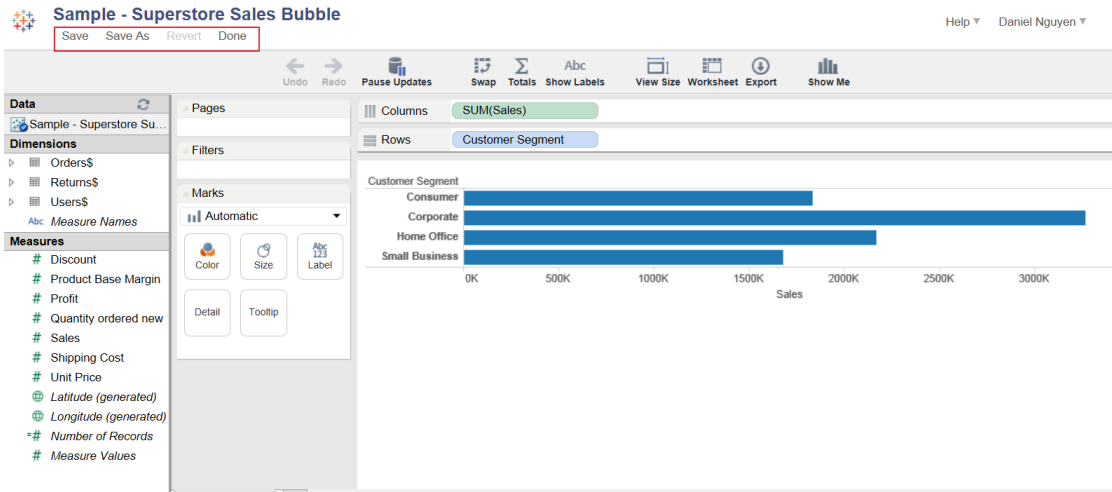 Sample - Superstore Sales Bubble
Save Save As Revert Done
Help Daniel Nguyen
Undo Redo Pause Updates Swap Totals Abc Show Labels View Size Worksheet Export Show Me
Data
Sample - Superstore Su...
Dimensions
Orders$
Returns$
Users$
Abc Measure Names
Measures
# Discount
# Product Base Margin
# Profit
# Quantity ordered new
# Sales
# Shipping Cost
# Unit Price
Latitude (generated)
Longitude (generated)
=# Number of Records
# Measure Values
Pages
Filters
Marks
Automatic
Color Size Abc 123 Label
Detail Tooltip
Columns SUM(Sales)
Rows Customer Segment
Customer Segment
Consumer
Corporate
Home Office
Small Business
0K 500K 1000K 1500K 2000K 2500K 3000K
Sales